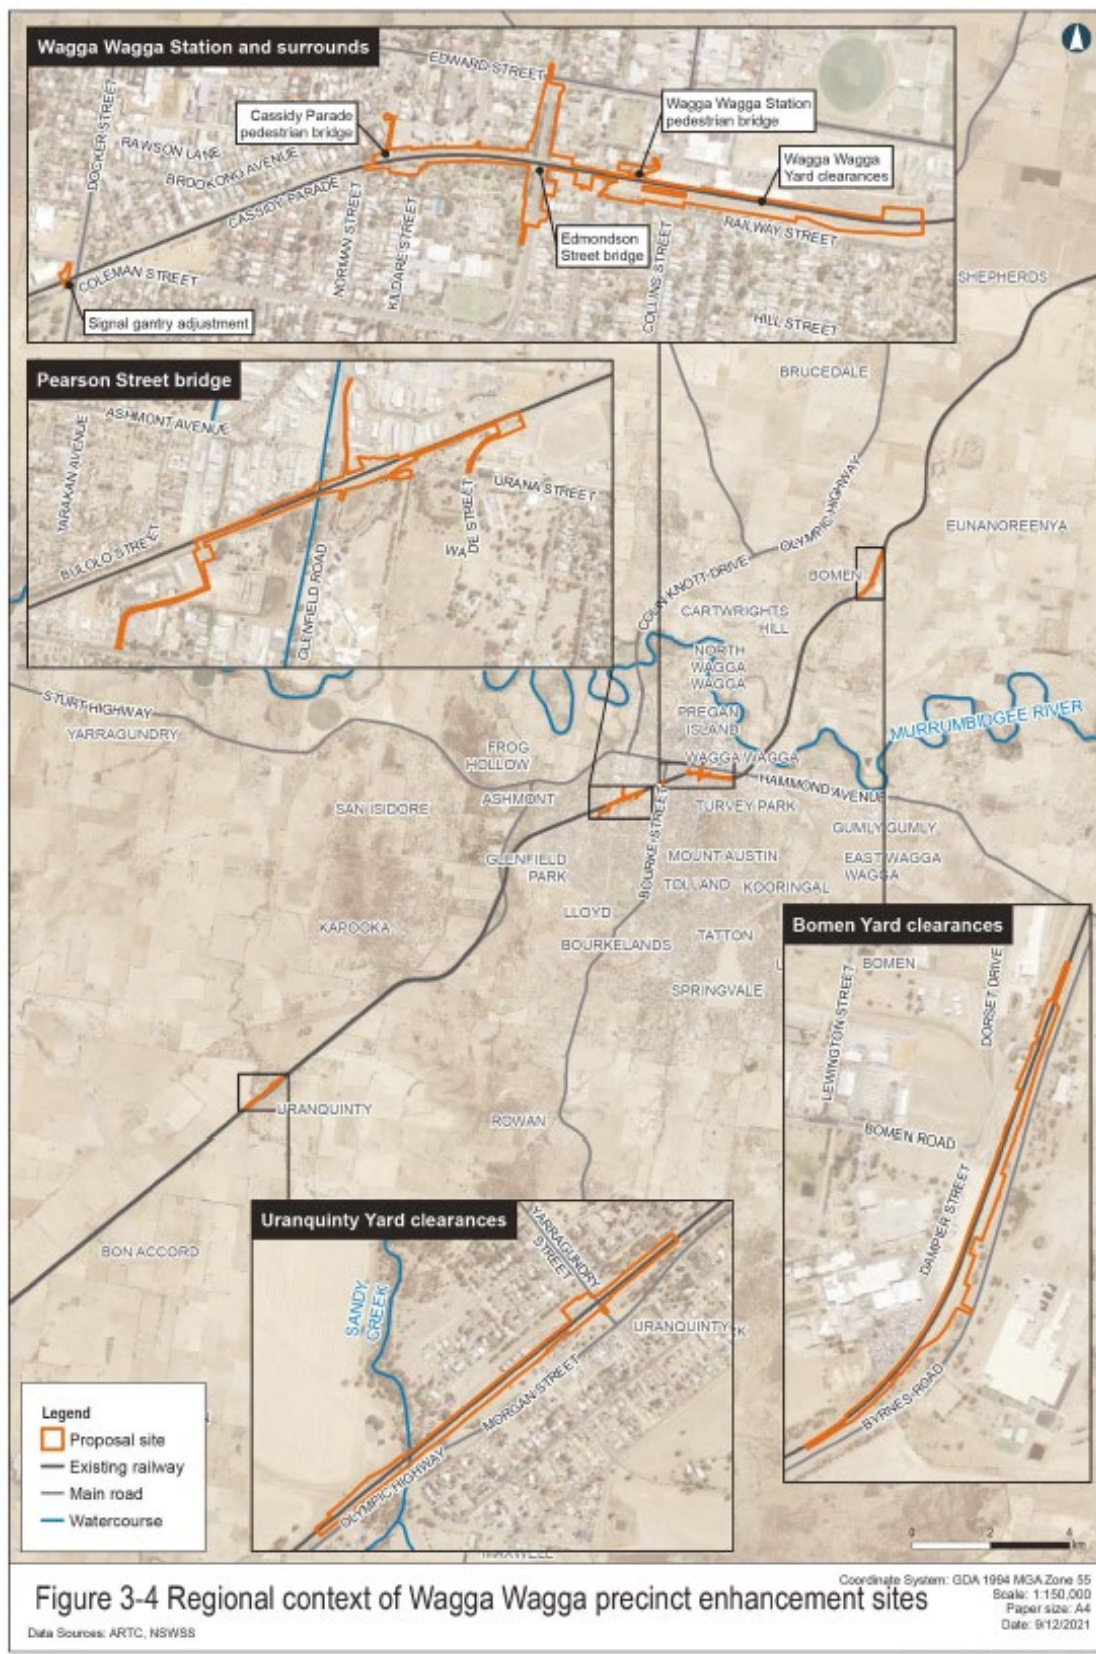 Wagga Wagga Station and surrounds
EDWARD STREET
DOCKER STREET
Cassidy Parade
pedestrian bridge
Wagga Wagga Station
pedestrian bridge
RAWSON LANE
BROOKONG AVENUE
CASSIDY PARADE
Wagga Wagga
Yard clearances
NORMAN STREET
KILDARE STREET
RAILWAY STREET
Edmondson
Street bridge
COLLINS STREET
COLEMAN STREET
Signal gantry adjustment
HILL STREET
SHEPHERDS
Pearson Street bridge
ASHMONT AVENUE
TARAKAN AVENUE
URANA STREET
WA
DE STREET
BULOLO STREET
GLENFIELD ROAD
BRUCEDALE
OLYMPIC HIGHWAY
EUNANOREENYA
COLIN KNOTT DRIVE
BOMEN
CARTWRIGHTS
HILL
NORTH
WAGGA
WAGGA
STURT HIGHWAY
YARRAGUNDRY
PREGAN
ISLAND
MURRUMBIDGEE RIVER
FROG
HOLLOW
WAGGA WAGGA
HAMMOND AVENUE
SAN ISIDORE
ASHMONT
BOURKE STREET
TURVEY PARK
GUMLY GUMLY
GLENFIELD
PARK
MOUNT AUSTIN
EAST WAGGA
WAGGA
TOLLAND
KOORINGAL
KAPOOKA
LLOYD
BOURKELANDS
TATTON
SPRINGVALE
Bomen Yard clearances
BOMEN
LEWINGTON STREET
DORSET DRIVE
BOMEN ROAD
DAMPIER STREET
BYRNES ROAD
URANQUINTY
ROWAN
BON ACCORD
Uranquinty Yard clearances
YARRAGUNDRY
STREET
SANDY
CREEK
URANQUINTY
EK
MORGAN STREET
OLYMPIC HIGHWAY
MAXWELL
Legend
Proposal site
Existing railway
Main road
Watercourse
0 2 4
km
Figure 3-4 Regional context of Wagga Wagga precinct enhancement sites
Coordinate System: GDA 1994 MGA Zone 55
Scale: 1:150,000
Paper size: A4
Date: 9/12/2021
Data Sources: ARTC, NSWSS